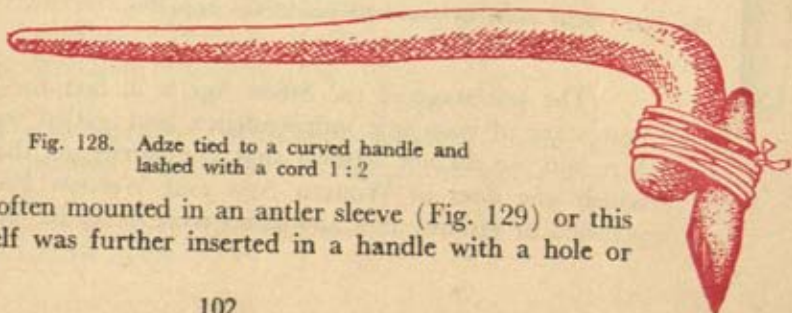 Fig. 128. Adze tied to a curved handle and
lashed with a cord 1 : 2
often mounted in an antler sleeve (Fig. 129) or this
elf was further inserted in a handle with a hole or
102